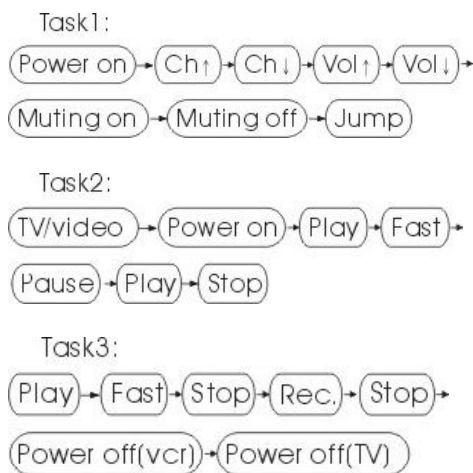 Task1:
Power on → Ch↑ → Ch↓ → Vol↑ → Vol↓ →
Muting on → Muting off → Jump
Task2:
TV/video → Power on → Play → Fast →
Pause → Play → Stop
Task3:
Play → Fast → Stop → Rec. → Stop →
Power off(vcr) → Power off(TV)